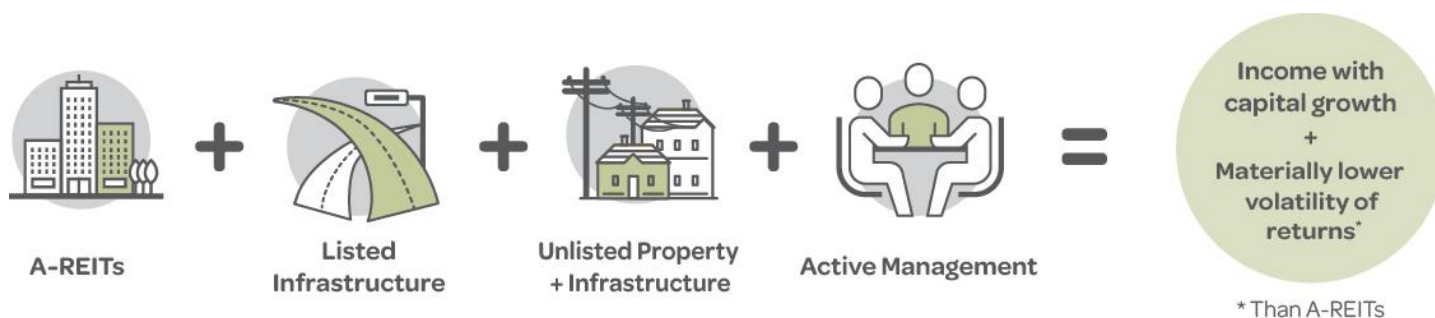 A-REITs
+
Listed
Infrastructure
+
Unlisted Property
+ Infrastructure
+
Active Management
=
Income with
capital growth
+
Materially lower
volatility of
returns*
* Than A-REITs